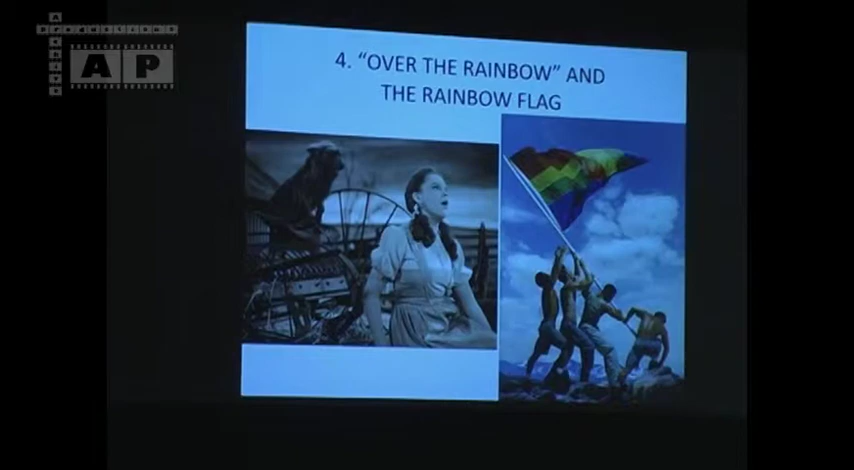 4. “OVER THE RAINBOW” AND
THE RAINBOW FLAG
AP